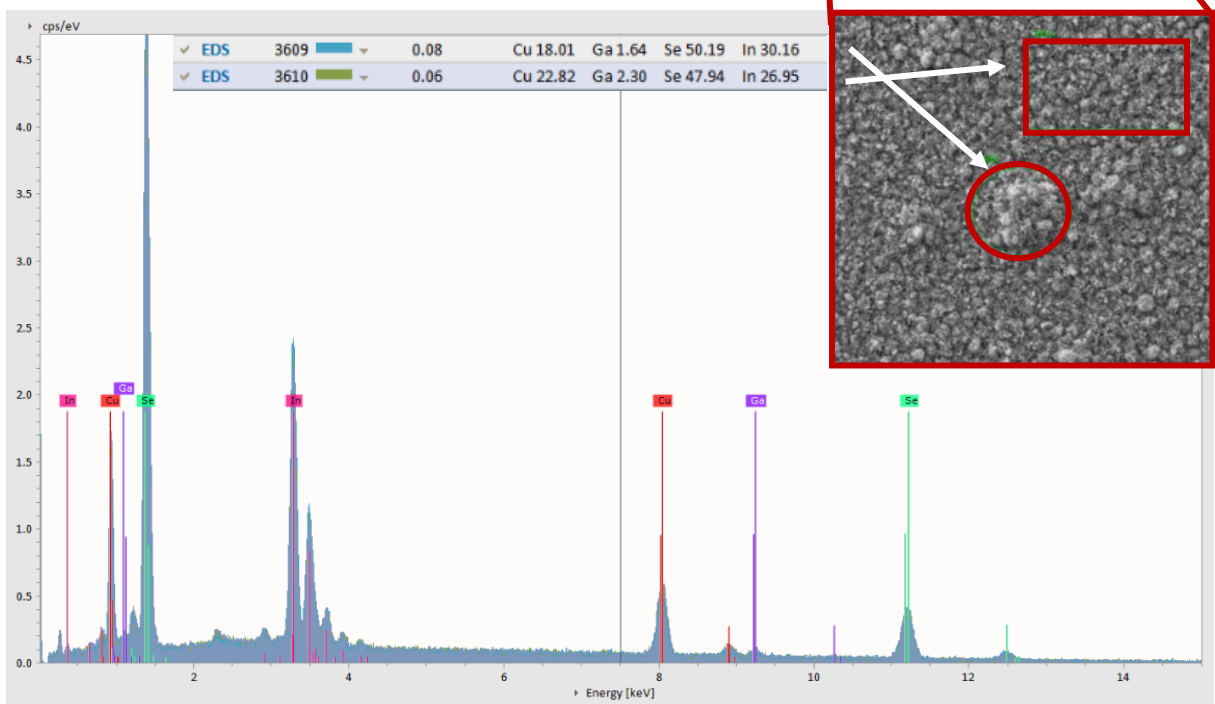 cps/eV
EDS 3609 0.08 Cu 18.01 Ga 1.64 Se 50.19 In 30.16
EDS 3610 0.06 Cu 22.82 Ga 2.30 Se 47.94 In 26.95
4.5
4.0
3.5
3.0
2.5
2.0
1.5
1.0
0.5
0.0
In Cu Ga Se In Cu Ga Se
2 4 6 8 10 12 14
Energy [keV]